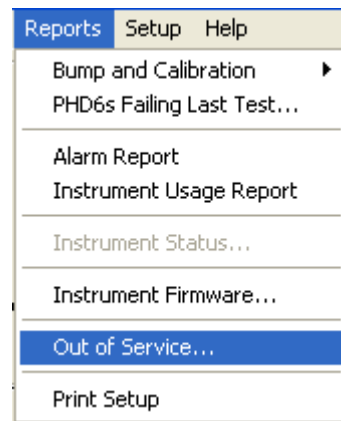 Reports Setup Help
Bump and Calibration
PHD6s Failing Last Test...
Alarm Report
Instrument Usage Report
Instrument Status...
Instrument Firmware...
Out of Service...
Print Setup